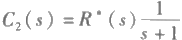 C₂(s) = R*(s) 1/(s+1)